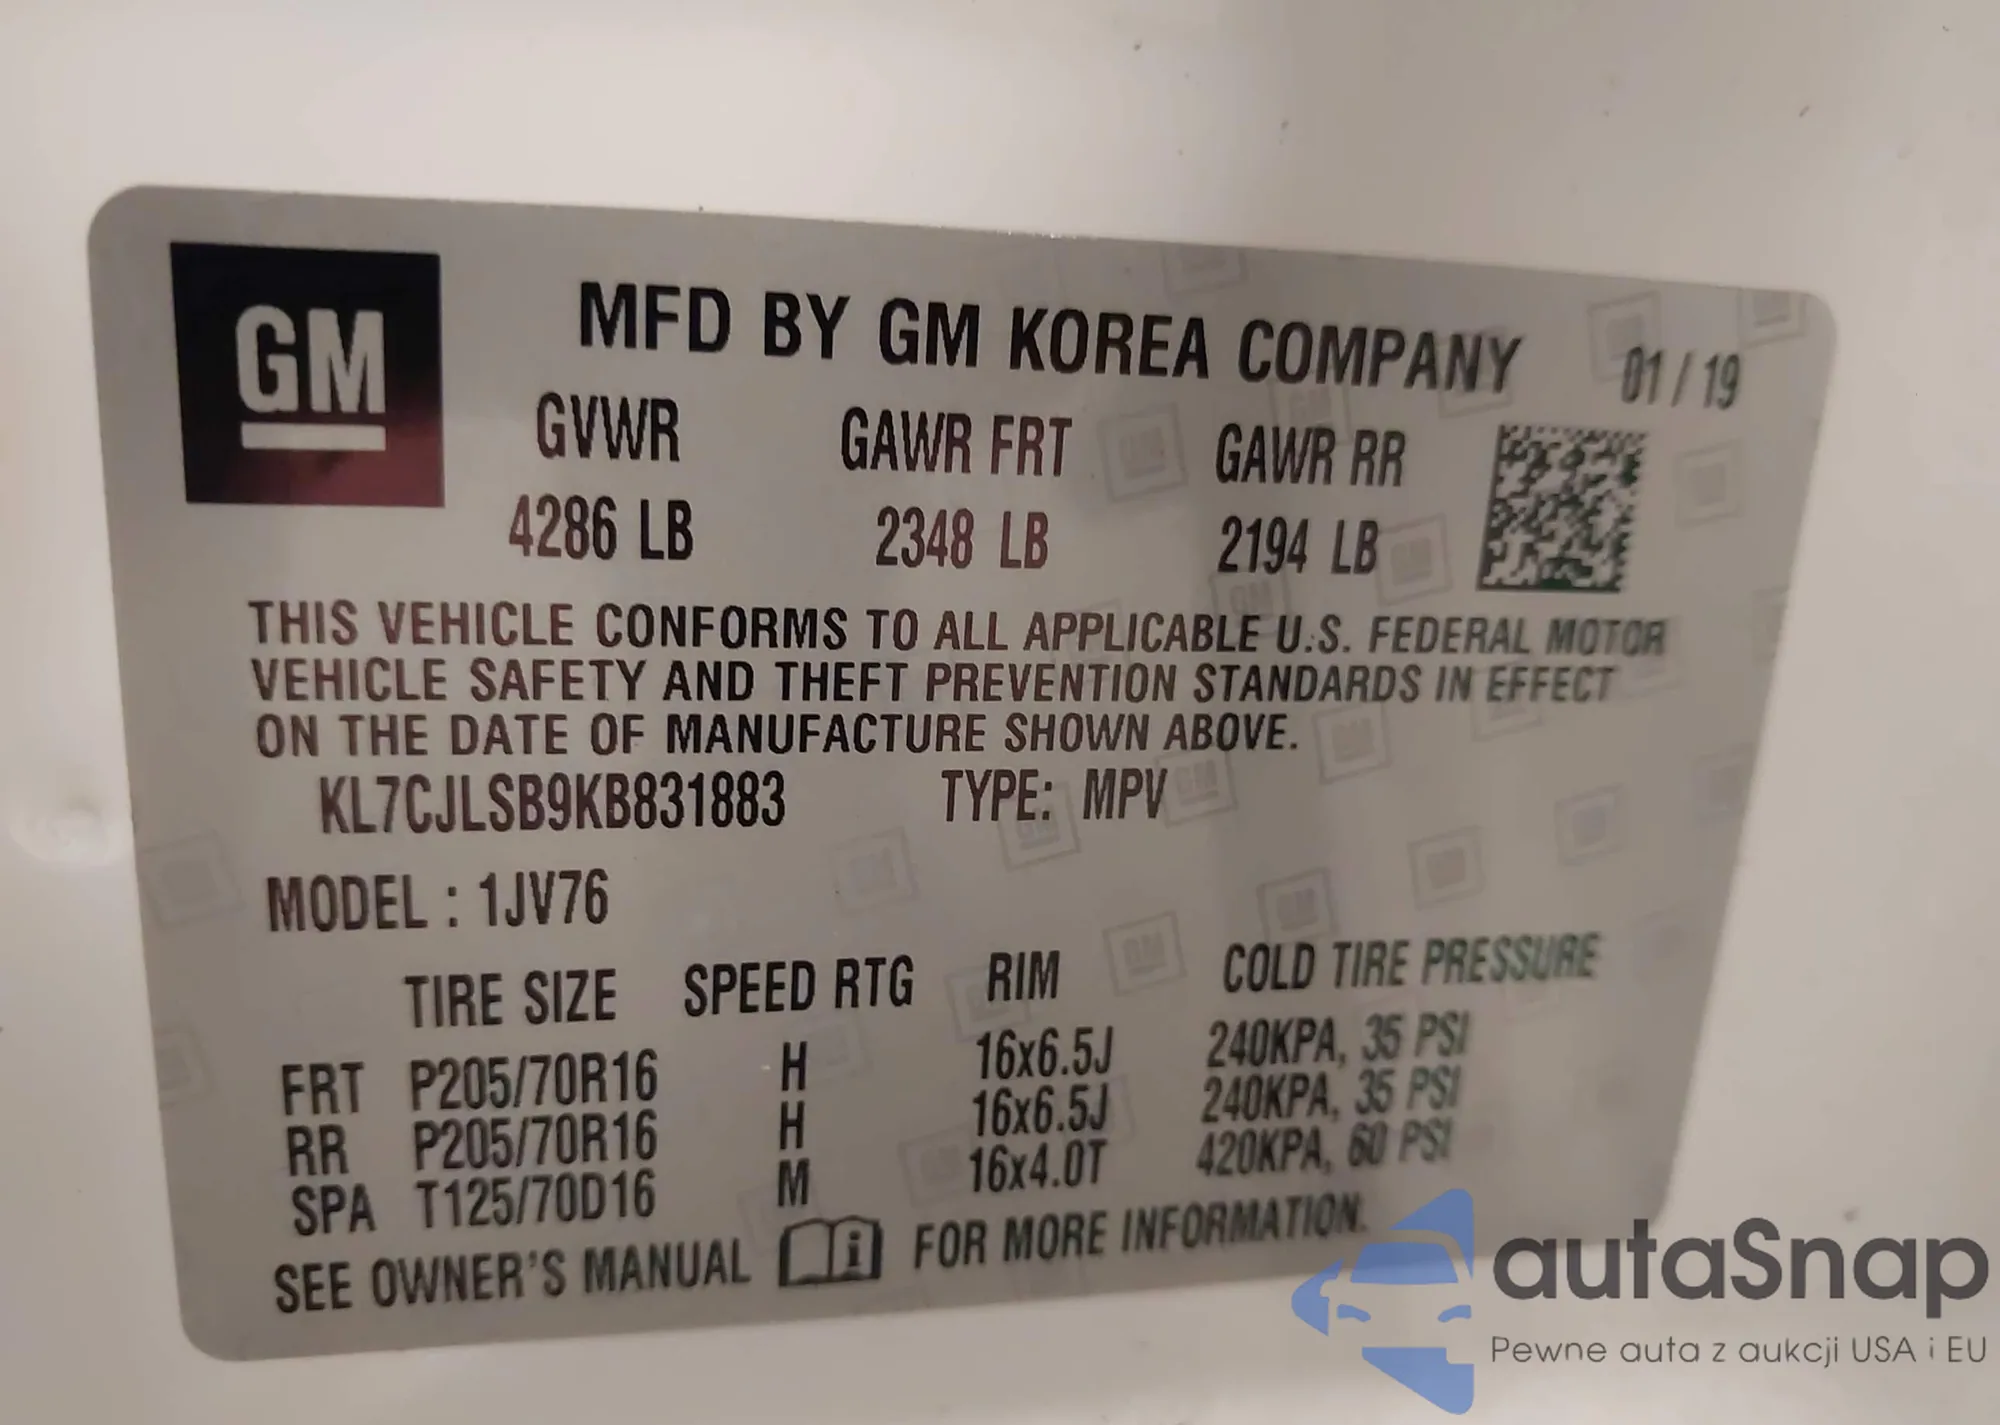 GM
MFD BY GM KOREA COMPANY 01 / 19
GVWR GAWR FRT GAWR RR
4286 LB 2348 LB 2194 LB
THIS VEHICLE CONFORMS TO ALL APPLICABLE U.S. FEDERAL MOTOR
VEHICLE SAFETY AND THEFT PREVENTION STANDARDS IN EFFECT
ON THE DATE OF MANUFACTURE SHOWN ABOVE.
KL7CJLSB9KB831883 TYPE: MPV
MODEL : 1JV76
TIRE SIZE SPEED RTG RIM COLD TIRE PRESSURE
FRT P205/70R16 H 16x6.5J 240KPA, 35 PSI
RR P205/70R16 H 16x6.5J 240KPA, 35 PSI
SPA T125/70D16 M 16x4.0T 420KPA, 60 PSI
SEE OWNER'S MANUAL i FOR MORE INFORMATION.
autaSnap
Pewne auta z aukcji USA i EU